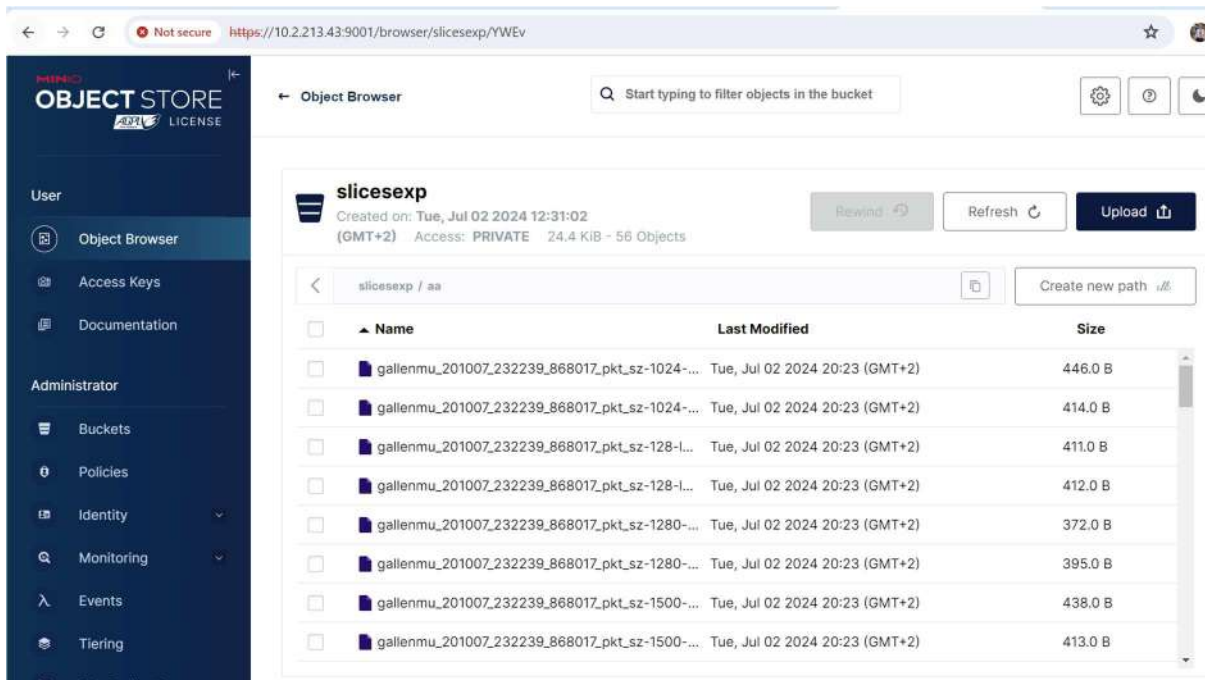 Not secure https://10.2.213.43:9001/browser/slicesexp/YWEv
MINIO
OBJECT STORE
LICENSE
← Object Browser
Start typing to filter objects in the bucket
User
Object Browser
Access Keys
Documentation
Administrator
Buckets
Policies
Identity
Monitoring
Events
Tiering
slicesexp
Created on: Tue, Jul 02 2024 12:31:02
(GMT+2) Access: PRIVATE 24.4 KiB - 56 Objects
Rewind
Refresh
Upload
slicesexp / aa
Create new path
Name Last Modified Size
gallenmu_201007_232239_868017_pkt_sz-1024-... Tue, Jul 02 2024 20:23 (GMT+2) 446.0 B
gallenmu_201007_232239_868017_pkt_sz-1024-... Tue, Jul 02 2024 20:23 (GMT+2) 414.0 B
gallenmu_201007_232239_868017_pkt_sz-128-l... Tue, Jul 02 2024 20:23 (GMT+2) 411.0 B
gallenmu_201007_232239_868017_pkt_sz-128-l... Tue, Jul 02 2024 20:23 (GMT+2) 412.0 B
gallenmu_201007_232239_868017_pkt_sz-1280-... Tue, Jul 02 2024 20:23 (GMT+2) 372.0 B
gallenmu_201007_232239_868017_pkt_sz-1280-... Tue, Jul 02 2024 20:23 (GMT+2) 395.0 B
gallenmu_201007_232239_868017_pkt_sz-1500-... Tue, Jul 02 2024 20:23 (GMT+2) 438.0 B
gallenmu_201007_232239_868017_pkt_sz-1500-... Tue, Jul 02 2024 20:23 (GMT+2) 413.0 B